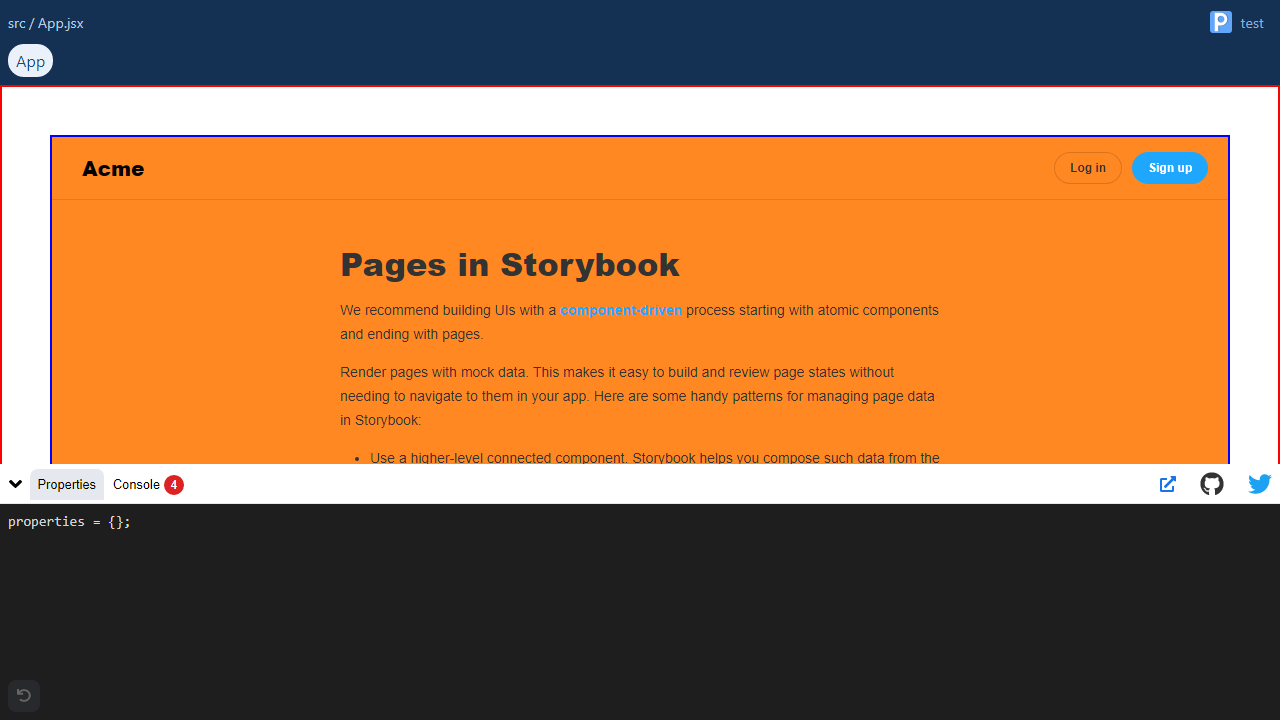 src / App.jsx
P test
App
Acme
Log in
Sign up
Pages in Storybook
We recommend building UIs with a component-driven process starting with atomic components
and ending with pages.
Render pages with mock data. This makes it easy to build and review page states without
needing to navigate to them in your app. Here are some handy patterns for managing page data
in Storybook:
• Use a higher-level connected component. Storybook helps you compose such data from the
Properties
Console 4
properties = {};